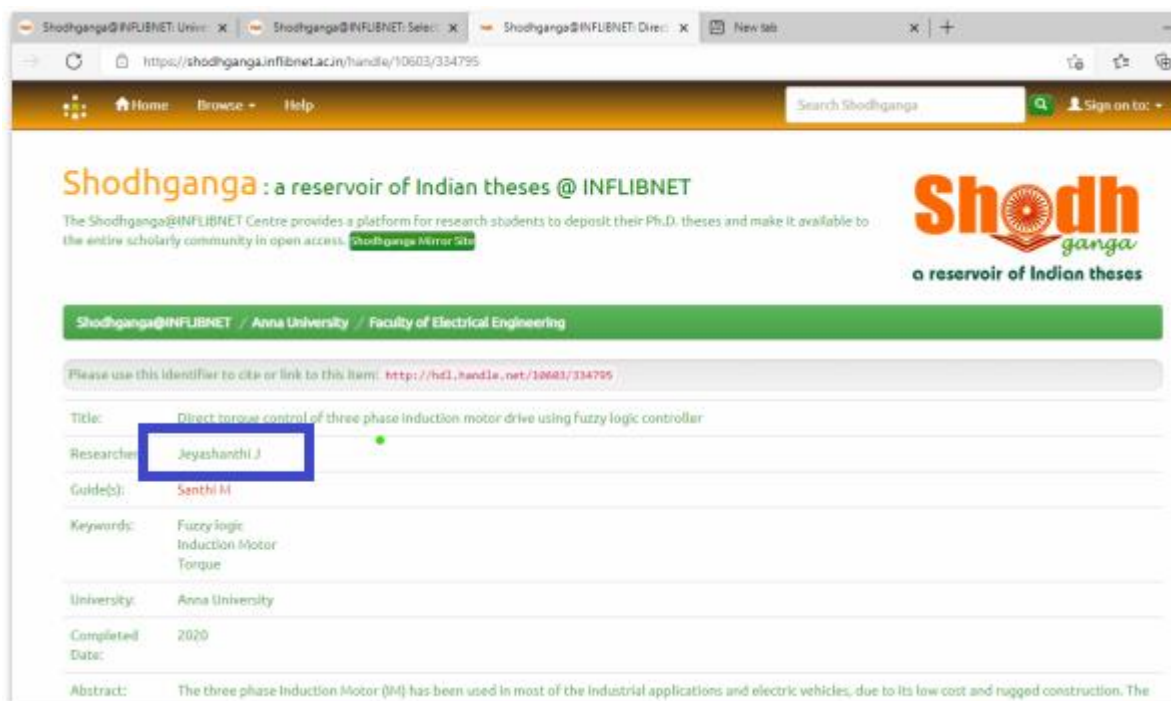 Shodhganga@INFLIBNET: Univer Shodhganga@INFLIBNET: Select Shodhganga@INFLIBNET: Direc New tab
https://shodhganga.inflibnet.ac.in/handle/10603/334795
Home Browse Help Search Shodhganga Sign on to:
Shodhganga : a reservoir of Indian theses @ INFLIBNET
The Shodhganga@INFLIBNET Centre provides a platform for research students to deposit their Ph.D. theses and make it available to
the entire scholarly community in open access. Shodhganga Mirror Site
Shodh
ganga
a reservoir of Indian theses
Shodhganga@INFLIBNET / Anna University / Faculty of Electrical Engineering
Please use this identifier to cite or link to this item: http://hdl.handle.net/10603/334795
Title: Direct torque control of three phase induction motor drive using fuzzy logic controller
Researcher Jeyashanthi J
Guide(s): Santhi M
Keywords: Fuzzy logic
Induction Motor
Torque
University: Anna University
Completed 2020
Date:
Abstract: The three phase Induction Motor (IM) has been used in most of the industrial applications and electric vehicles, due to its low cost and rugged construction. The